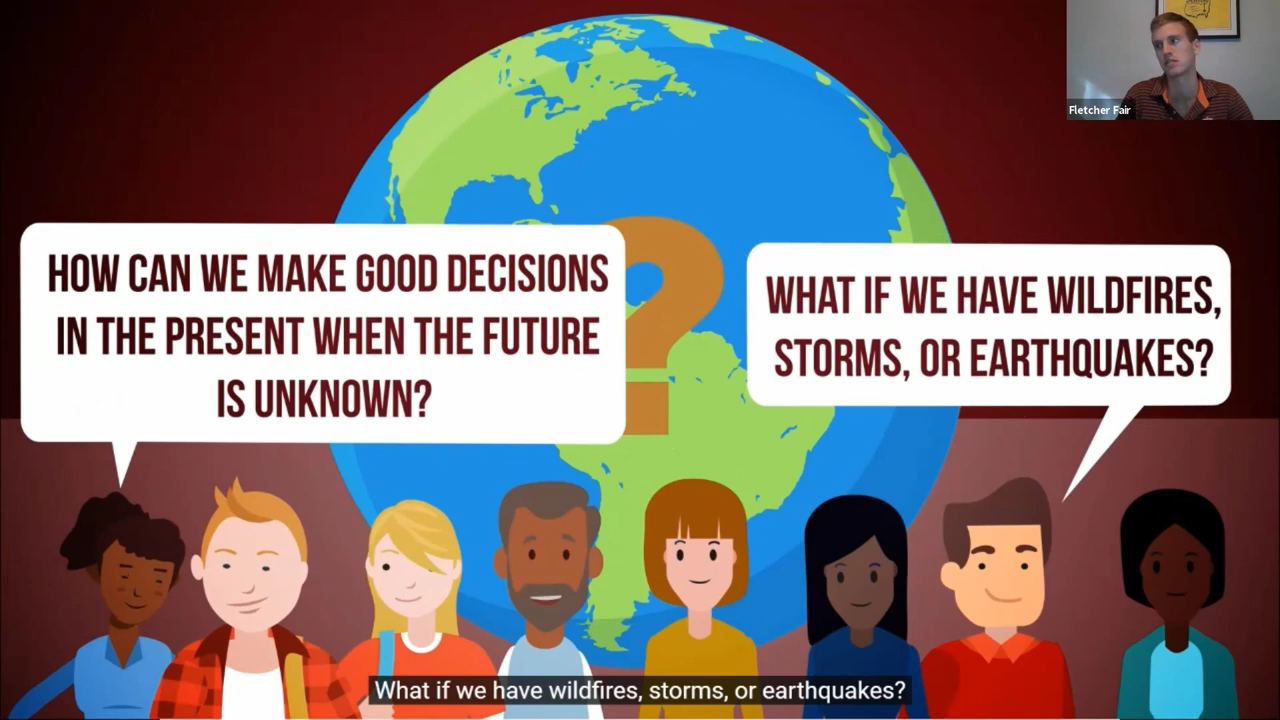 Fletcher Fair
HOW CAN WE MAKE GOOD DECISIONS
IN THE PRESENT WHEN THE FUTURE
IS UNKNOWN?
?
WHAT IF WE HAVE WILDFIRES,
STORMS, OR EARTHQUAKES?
What if we have wildfires, storms, or earthquakes?